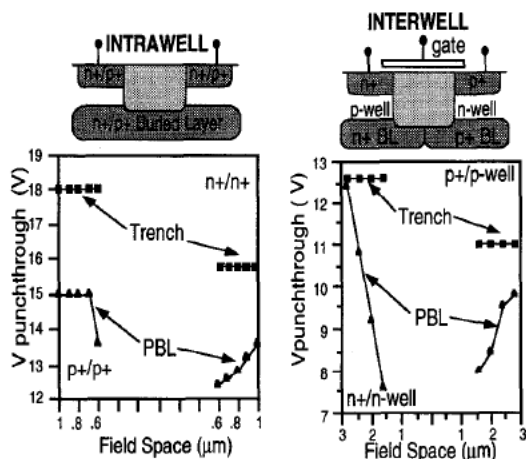 INTRAWELL
n+/p+ n+/p+
n+/p+ Buried Layer
V punchthrough (V)
19
18
17
16
15
14
13
12
n+/n+
Trench
PBL
p+/p+
1 .8 .6 .6 .8 1
Field Space (μm)
INTERWELL
gate
n+ p+
p-well n-well
n+ BL p+ BL
Vpunchthrough ( V)
13
12
11
10
9
8
7
p+/p-well
Trench
PBL
n+/n-well
3 2 1 1 2 3
Field Space (μm)